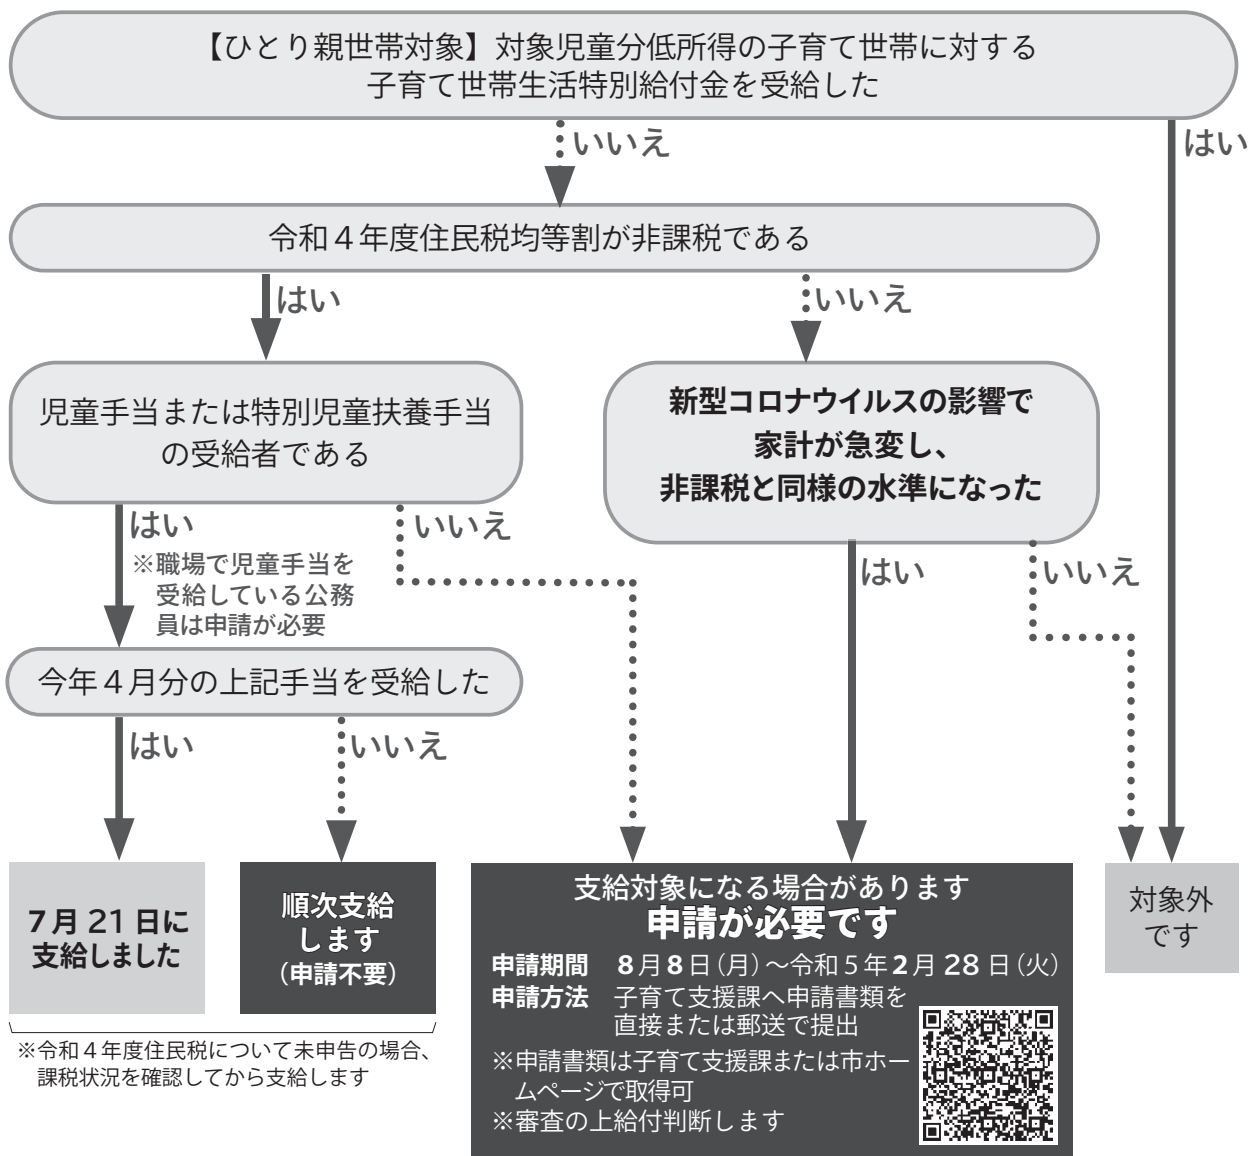 【ひとり親世帯対象】対象児童分低所得の子育て世帯に対する
子育て世帯生活特別給付金を受給した
いいえ
はい
令和４年度住民税均等割が非課税である
はい
いいえ
児童手当または特別児童扶養手当
の受給者である
新型コロナウイルスの影響で
家計が急変し、
非課税と同様の水準になった
はい
※職場で児童手当を
受給している公務
員は申請が必要
いいえ
はい
いいえ
今年４月分の上記手当を受給した
はい
いいえ
７月 21 日に
支給しました
順次支給
します
（申請不要）
※令和４年度住民税について未申告の場合、
課税状況を確認してから支給します
支給対象になる場合があります
申請が必要です
申請期間 8月8日（月）～令和５年2月 28 日（火）
申請方法 子育て支援課へ申請書類を
直接または郵送で提出
※申請書類は子育て支援課または市ホー
ムページで取得可
※審査の上給付判断します
対象外
です